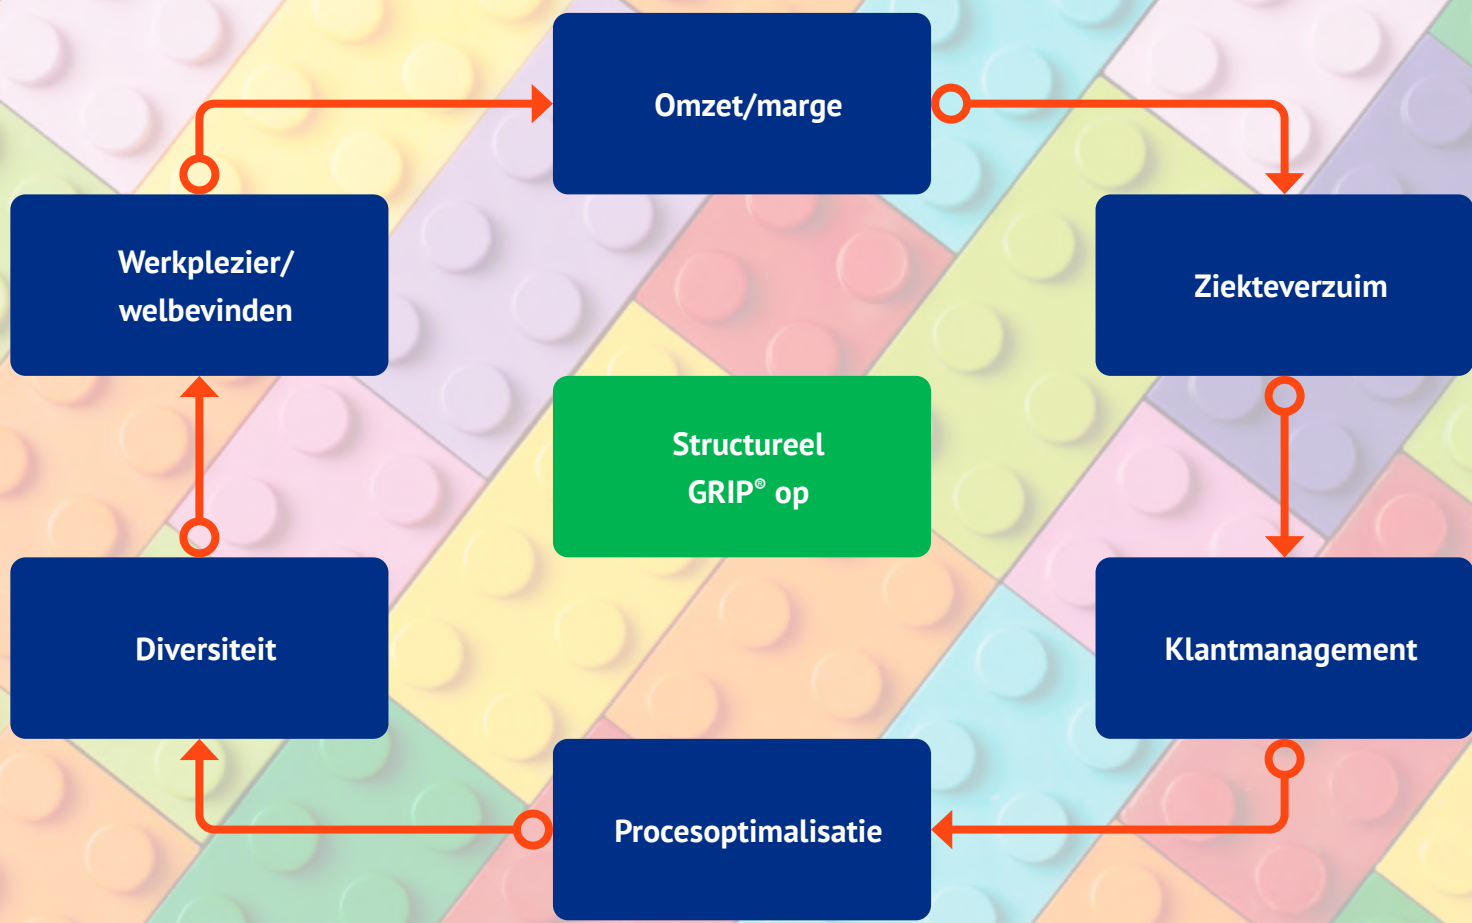 Omzet/marge
Werkplezier/
welbevinden
Ziekteverzuim
Structureel
GRIP® op
Diversiteit
Klantmanagement
Procesoptimalisatie